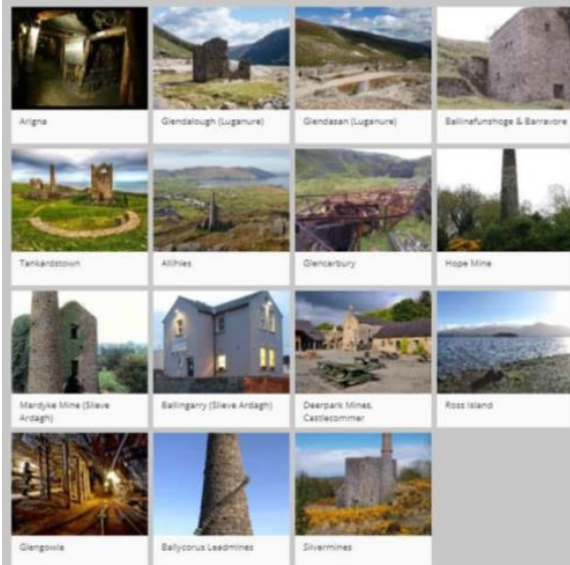 Arigna
Glendalough (Luganure)
Glendasan (Luganure)
Ballinafunshoge & Barravore
Tankardstown
Allihies
Glencarbury
Hope Mine
Mardyke Mine (Slieve
Ardagh)
Ballingarry (Slieve Ardagh)
Deerpark Mines,
Castlecomer
Ross Island
Glengowla
Ballycorus Leadmines
Silvermines